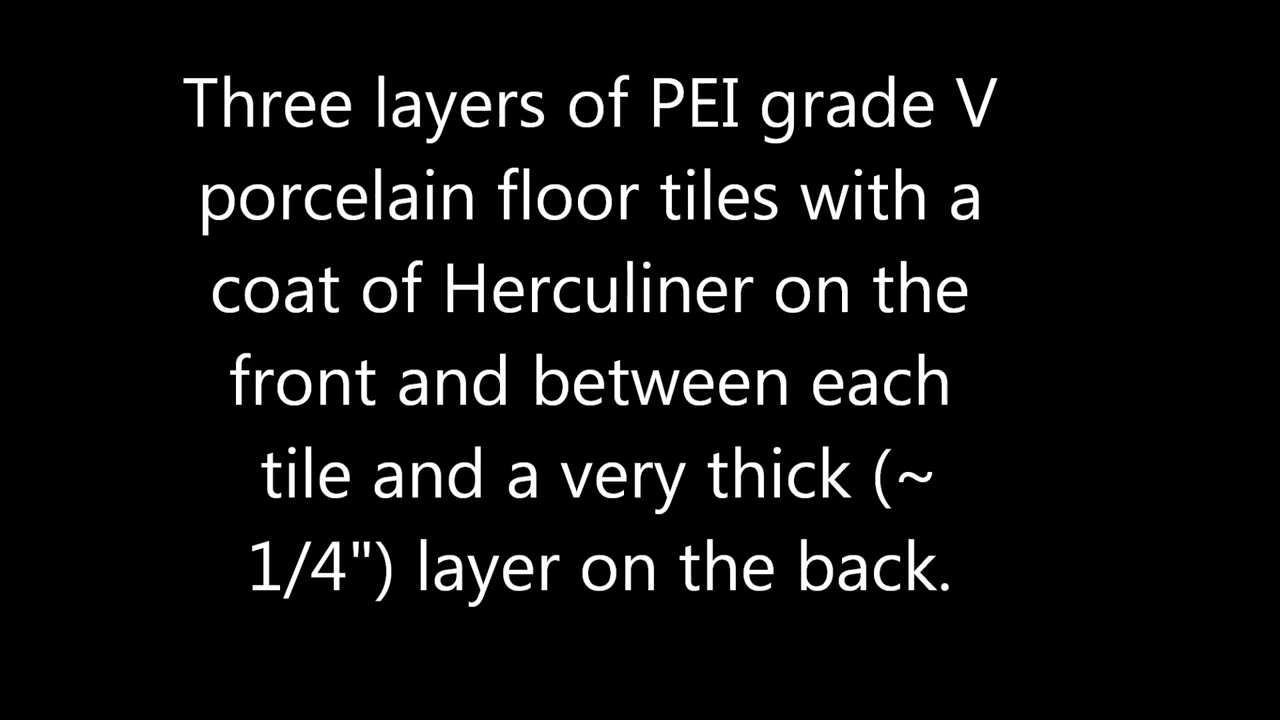 Three layers of PEI grade V
porcelain floor tiles with a
coat of Herculiner on the
front and between each
tile and a very thick (~
1/4") layer on the back.